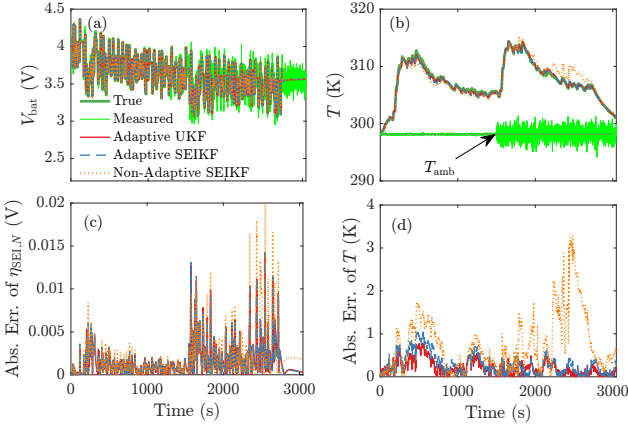 (a)
4.5
4
3.5
3
2.2
V_bat (V)
True
Measured
Adaptive UKF
Adaptive SEIKF
Non-Adaptive SEIKF
(b)
320
310
300
290
T (K)
T_amb
(c)
0.02
0.015
0.01
0.005
0
Abs. Err. of η_SEI,N (V)
0 1000 2000 3000
Time (s)
(d)
4
3
2
1
0
Abs. Err. of T (K)
0 1000 2000 3000
Time (s)